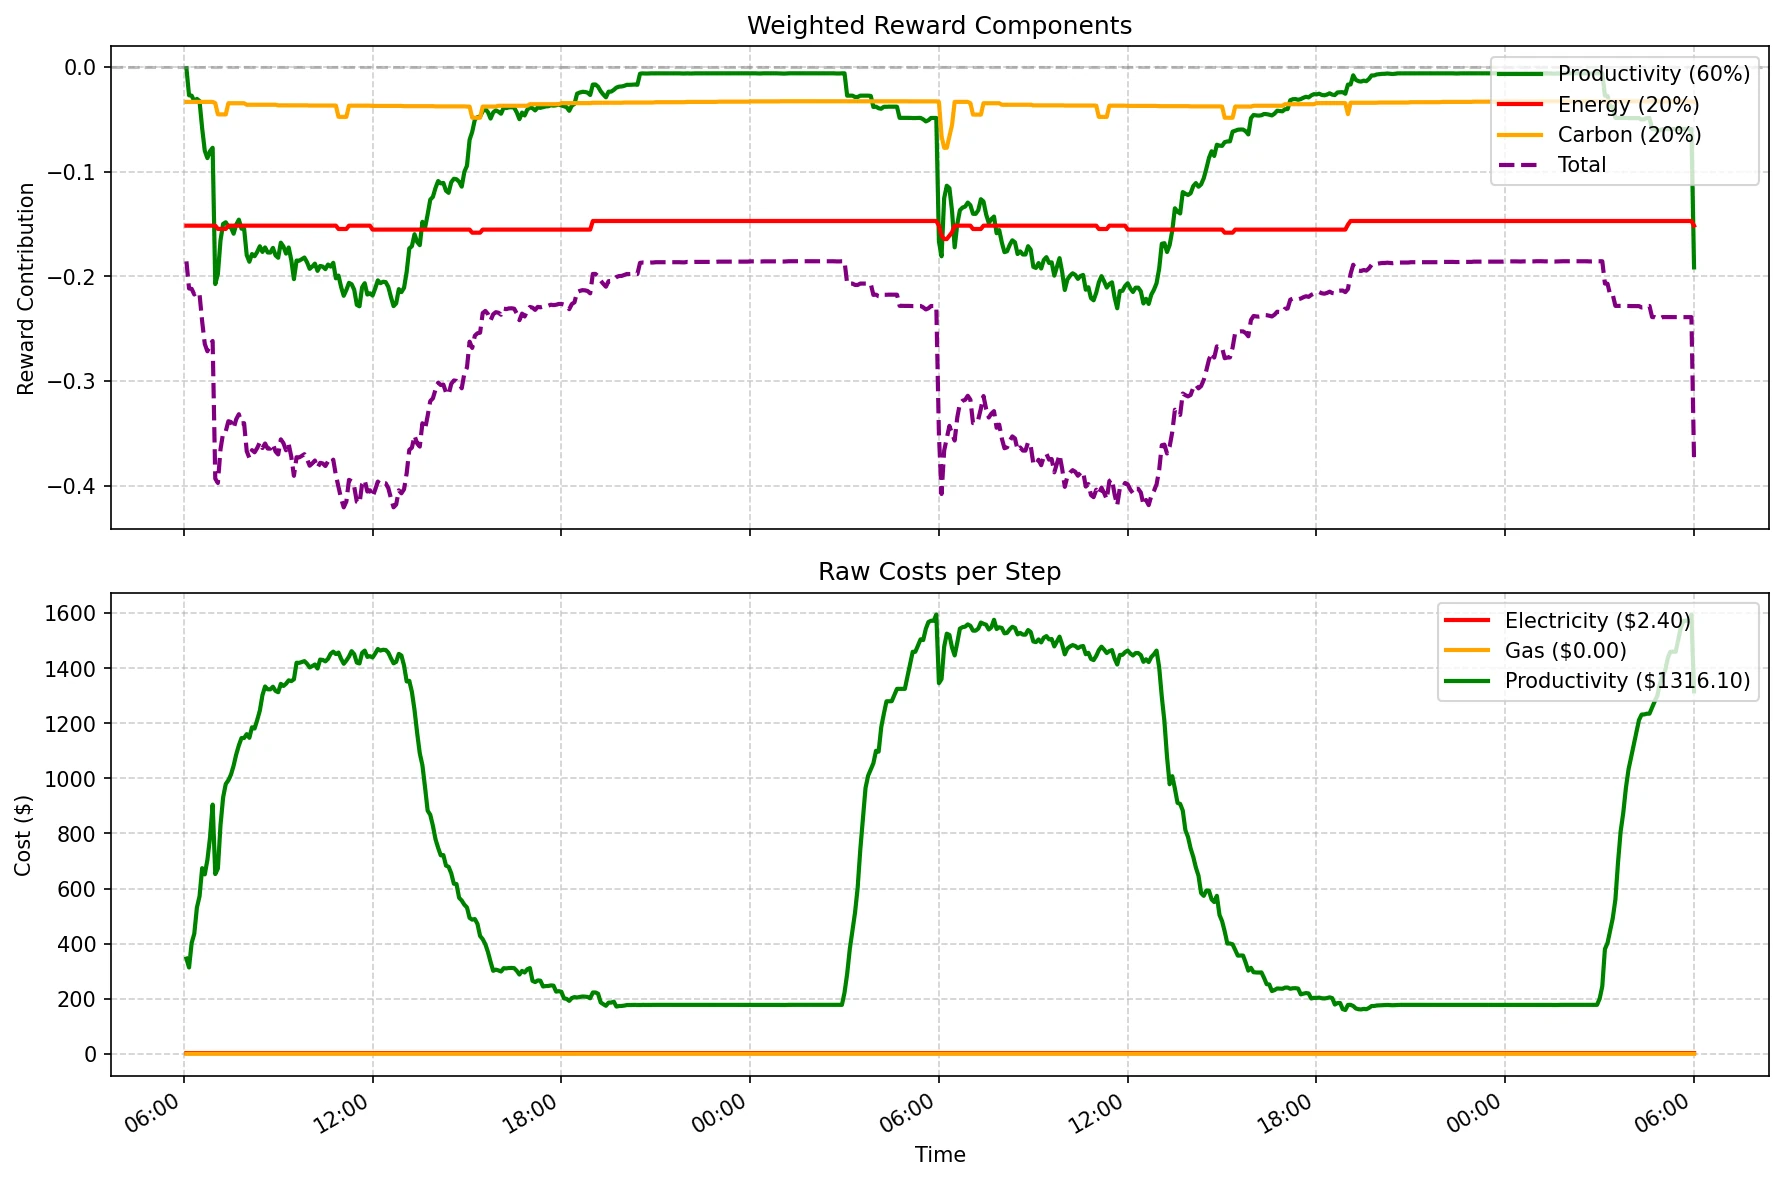 Weighted Reward Components
0.0
−0.1
−0.2
−0.3
−0.4
Reward Contribution
Productivity (60%)
Energy (20%)
Carbon (20%)
Total
Raw Costs per Step
1600
1400
1200
1000
800
600
400
200
0
Cost ($)
Electricity ($2.40)
Gas ($0.00)
Productivity ($1316.10)
06:00
12:00
18:00
00:00
06:00
12:00
18:00
00:00
06:00
Time